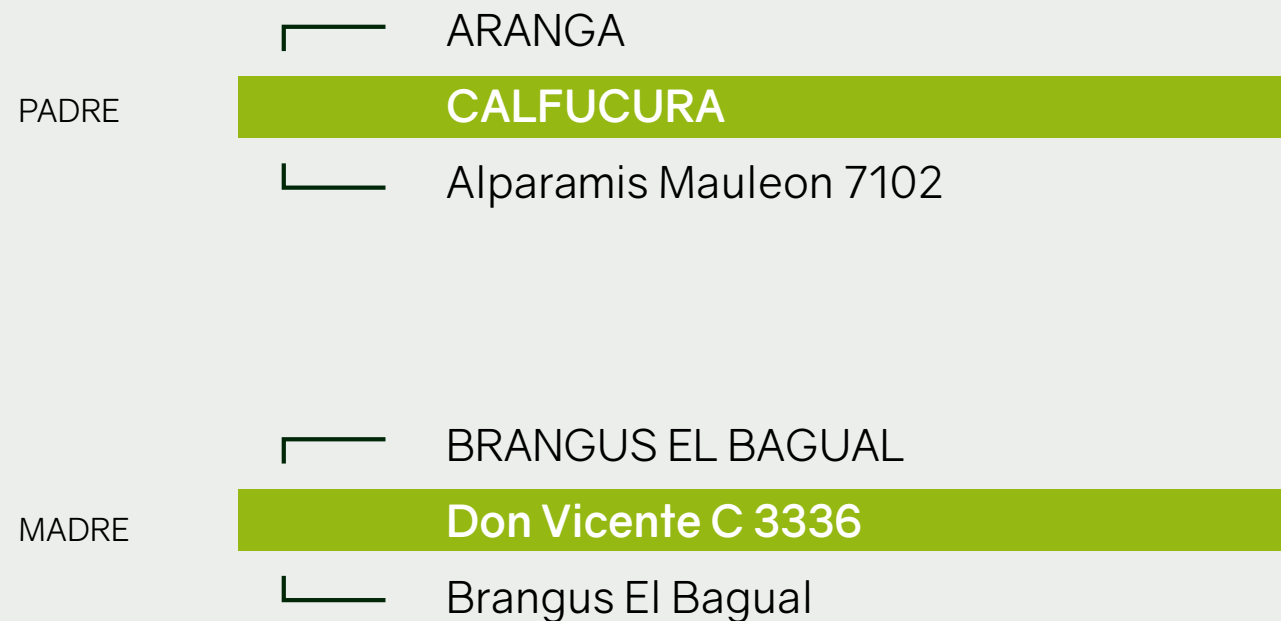 ARANGA
PADRE CALFUCURA
Alparamis Mauleon 7102
BRANGUS EL BAGUAL
MADRE Don Vicente C 3336
Brangus El Bagual